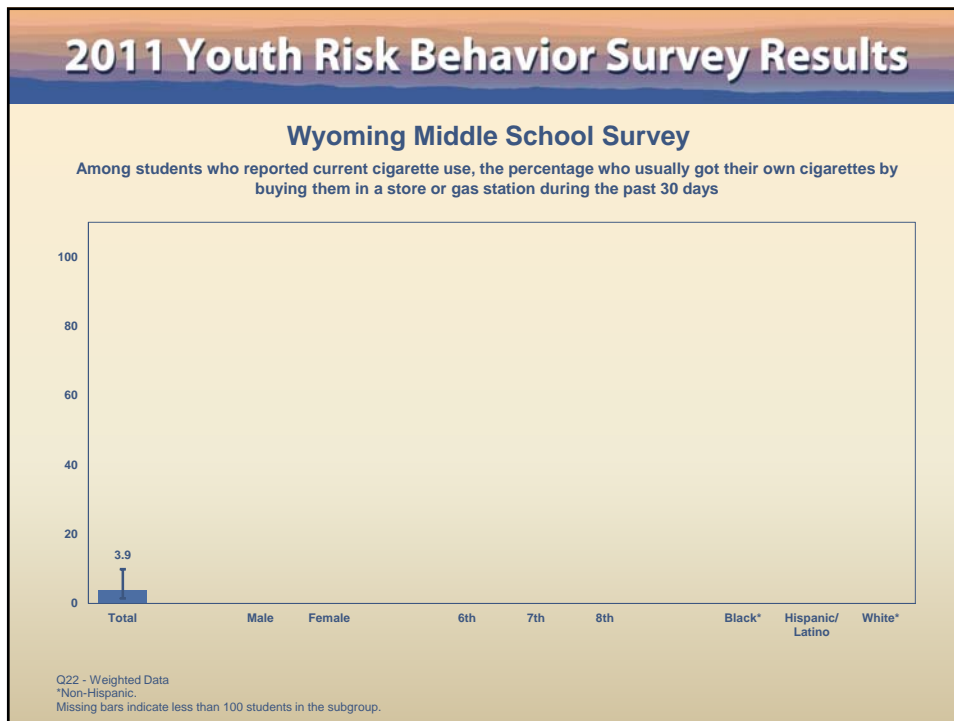 2011 Youth Risk Behavior Survey Results
Wyoming Middle School Survey
Among students who reported current cigarette use, the percentage who usually got their own cigarettes by
buying them in a store or gas station during the past 30 days
100
80
60
40
20
0
3.9
Total Male Female 6th 7th 8th Black* Hispanic/ White*
Latino
Q22 - Weighted Data
*Non-Hispanic.
Missing bars indicate less than 100 students in the subgroup.